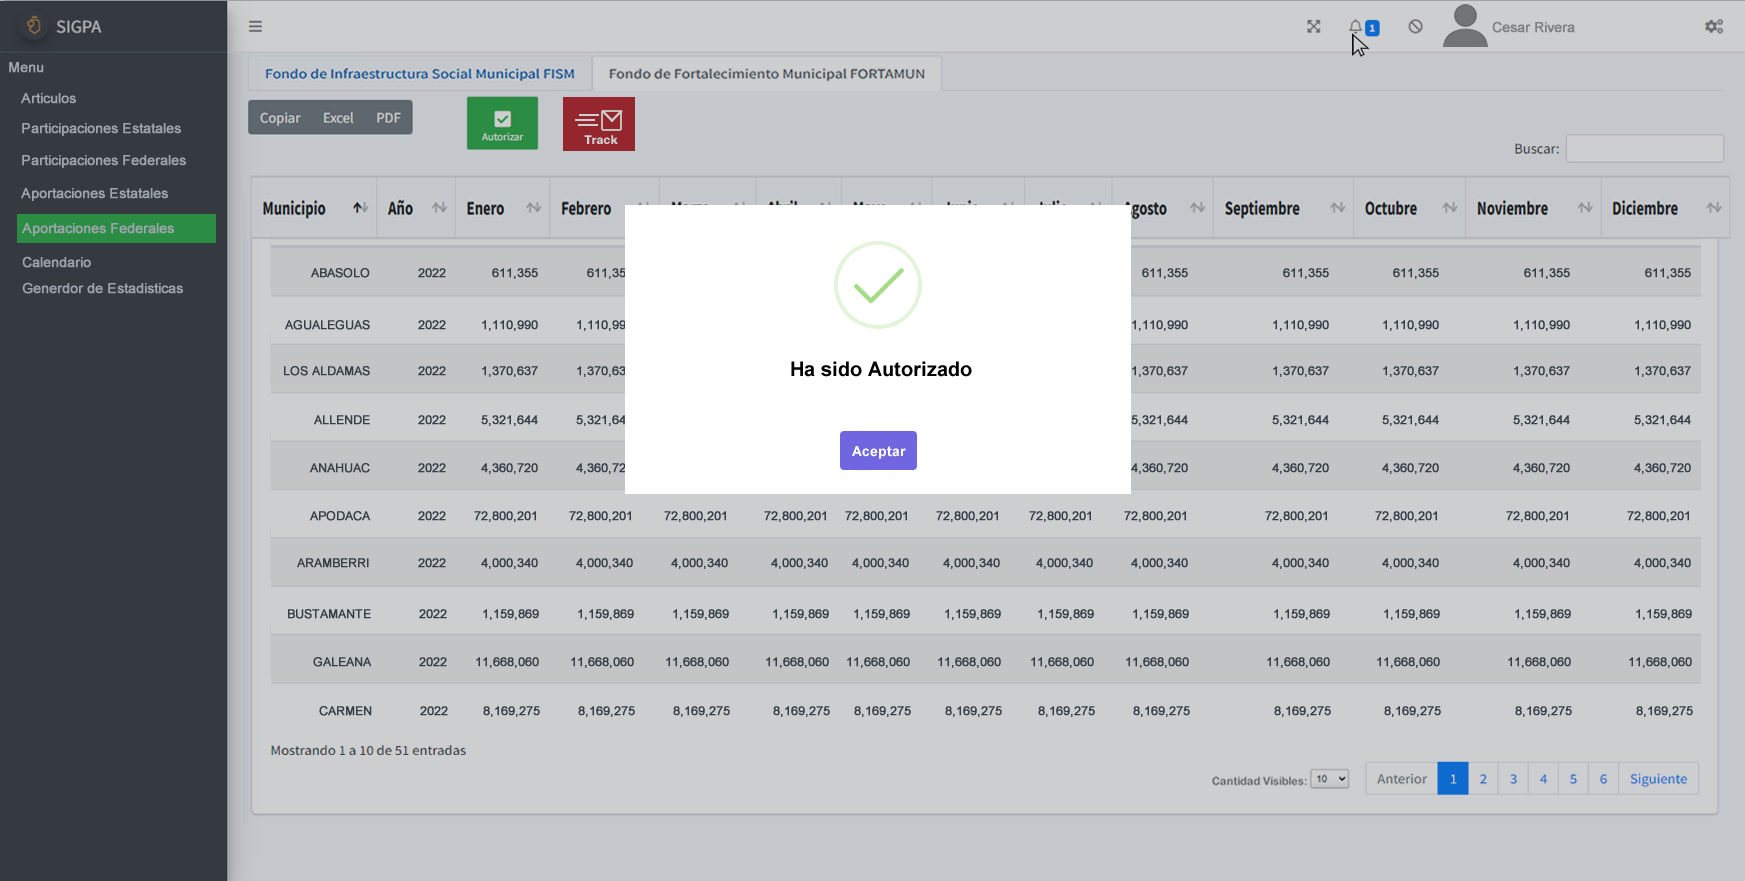 SIGPA
1
Cesar Rivera
Menu
Articulos
Participaciones Estatales
Participaciones Federales
Aportaciones Estatales
Aportaciones Federales
Calendario
Generdor de Estadisticas
Fondo de Infraestructura Social Municipal FISM
Fondo de Fortalecimiento Municipal FORTAMUN
Copiar Excel PDF
Autorizar
Track
Buscar:
Municipio Año Enero Febrero Agosto Septiembre Octubre Noviembre Diciembre
ABASOLO 2022 611,355 611,35 611,355 611,355 611,355 611,355 611,355
AGUALEGUAS 2022 1,110,990 1,110,99 1,110,990 1,110,990 1,110,990 1,110,990 1,110,990
LOS ALDAMAS 2022 1,370,637 1,370,63 1,370,637 1,370,637 1,370,637 1,370,637 1,370,637
ALLENDE 2022 5,321,644 5,321,64 5,321,644 5,321,644 5,321,644 5,321,644 5,321,644
ANAHUAC 2022 4,360,720 4,360,72 4,360,720 4,360,720 4,360,720 4,360,720 4,360,720
Ha sido Autorizado
Aceptar
APODACA 2022 72,800,201 72,800,201 72,800,201 72,800,201 72,800,201 72,800,201 72,800,201 72,800,201 72,800,201 72,800,201 72,800,201 72,800,201
ARAMBERRI 2022 4,000,340 4,000,340 4,000,340 4,000,340 4,000,340 4,000,340 4,000,340 4,000,340 4,000,340 4,000,340 4,000,340 4,000,340
BUSTAMANTE 2022 1,159,869 1,159,869 1,159,869 1,159,869 1,159,869 1,159,869 1,159,869 1,159,869 1,159,869 1,159,869 1,159,869 1,159,869
GALEANA 2022 11,668,060 11,668,060 11,668,060 11,668,060 11,668,060 11,668,060 11,668,060 11,668,060 11,668,060 11,668,060 11,668,060 11,668,060
CARMEN 2022 8,169,275 8,169,275 8,169,275 8,169,275 8,169,275 8,169,275 8,169,275 8,169,275 8,169,275 8,169,275 8,169,275 8,169,275
Mostrando 1 a 10 de 51 entradas
Cantidad Visibles: 10
Anterior 1 2 3 4 5 6 Siguiente